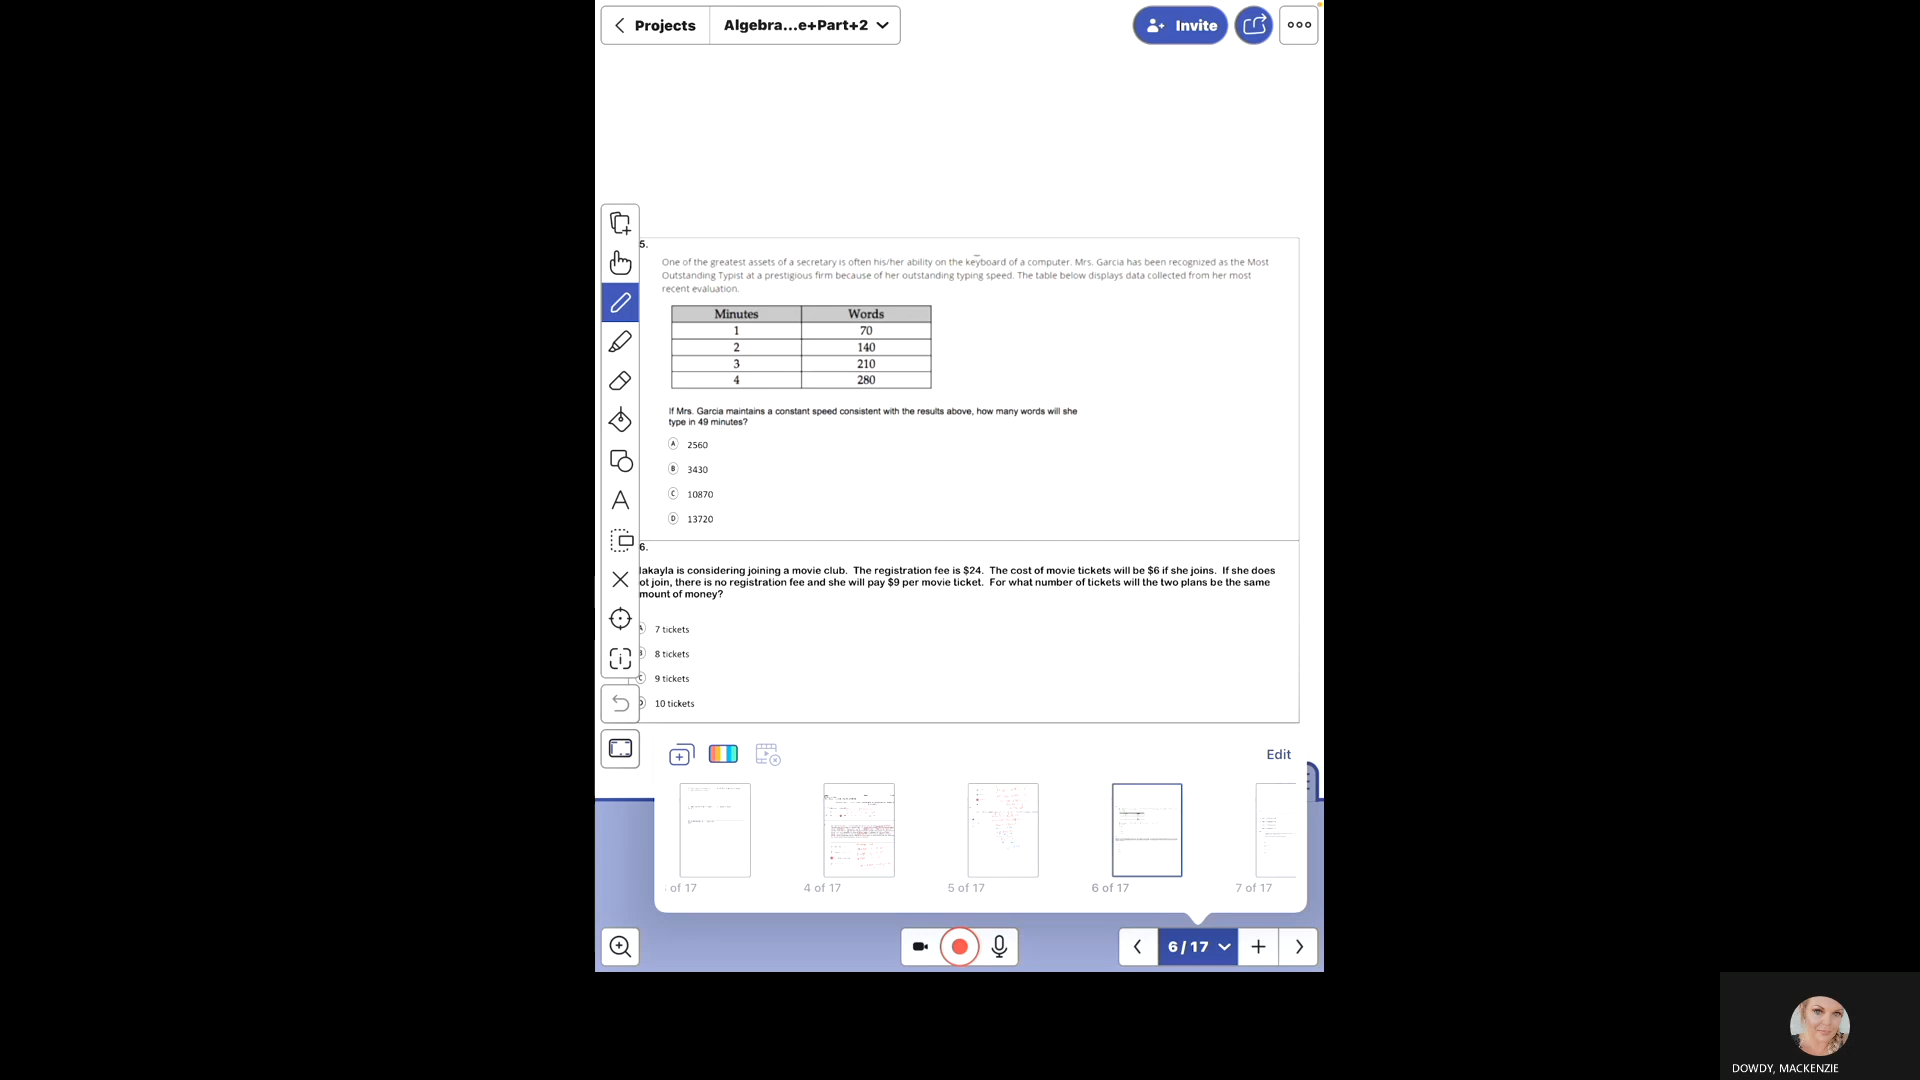 Projects
Algebra...e+Part+2
Invite
5.
One of the greatest assets of a secretary is often his/her ability on the keyboard of a computer. Mrs. Garcia has been recognized as the Most
Outstanding Typist at a prestigious firm because of her outstanding typing speed. The table below displays data collected from her most
recent evaluation.
Minutes Words
1 70
2 140
3 210
4 280
If Mrs. Garcia maintains a constant speed consistent with the results above, how many words will she
type in 49 minutes?
A 2560
B 3430
C 10870
D 13720
6.
lakayla is considering joining a movie club. The registration fee is $24. The cost of movie tickets will be $6 if she joins. If she does
ot join, there is no registration fee and she will pay $9 per movie ticket. For what number of tickets will the two plans be the same
mount of money?
7 tickets
8 tickets
C 9 tickets
10 tickets
Edit
of 17
4 of 17
5 of 17
6 of 17
7 of 17
6 / 17
DOWDY, MACKENZIE